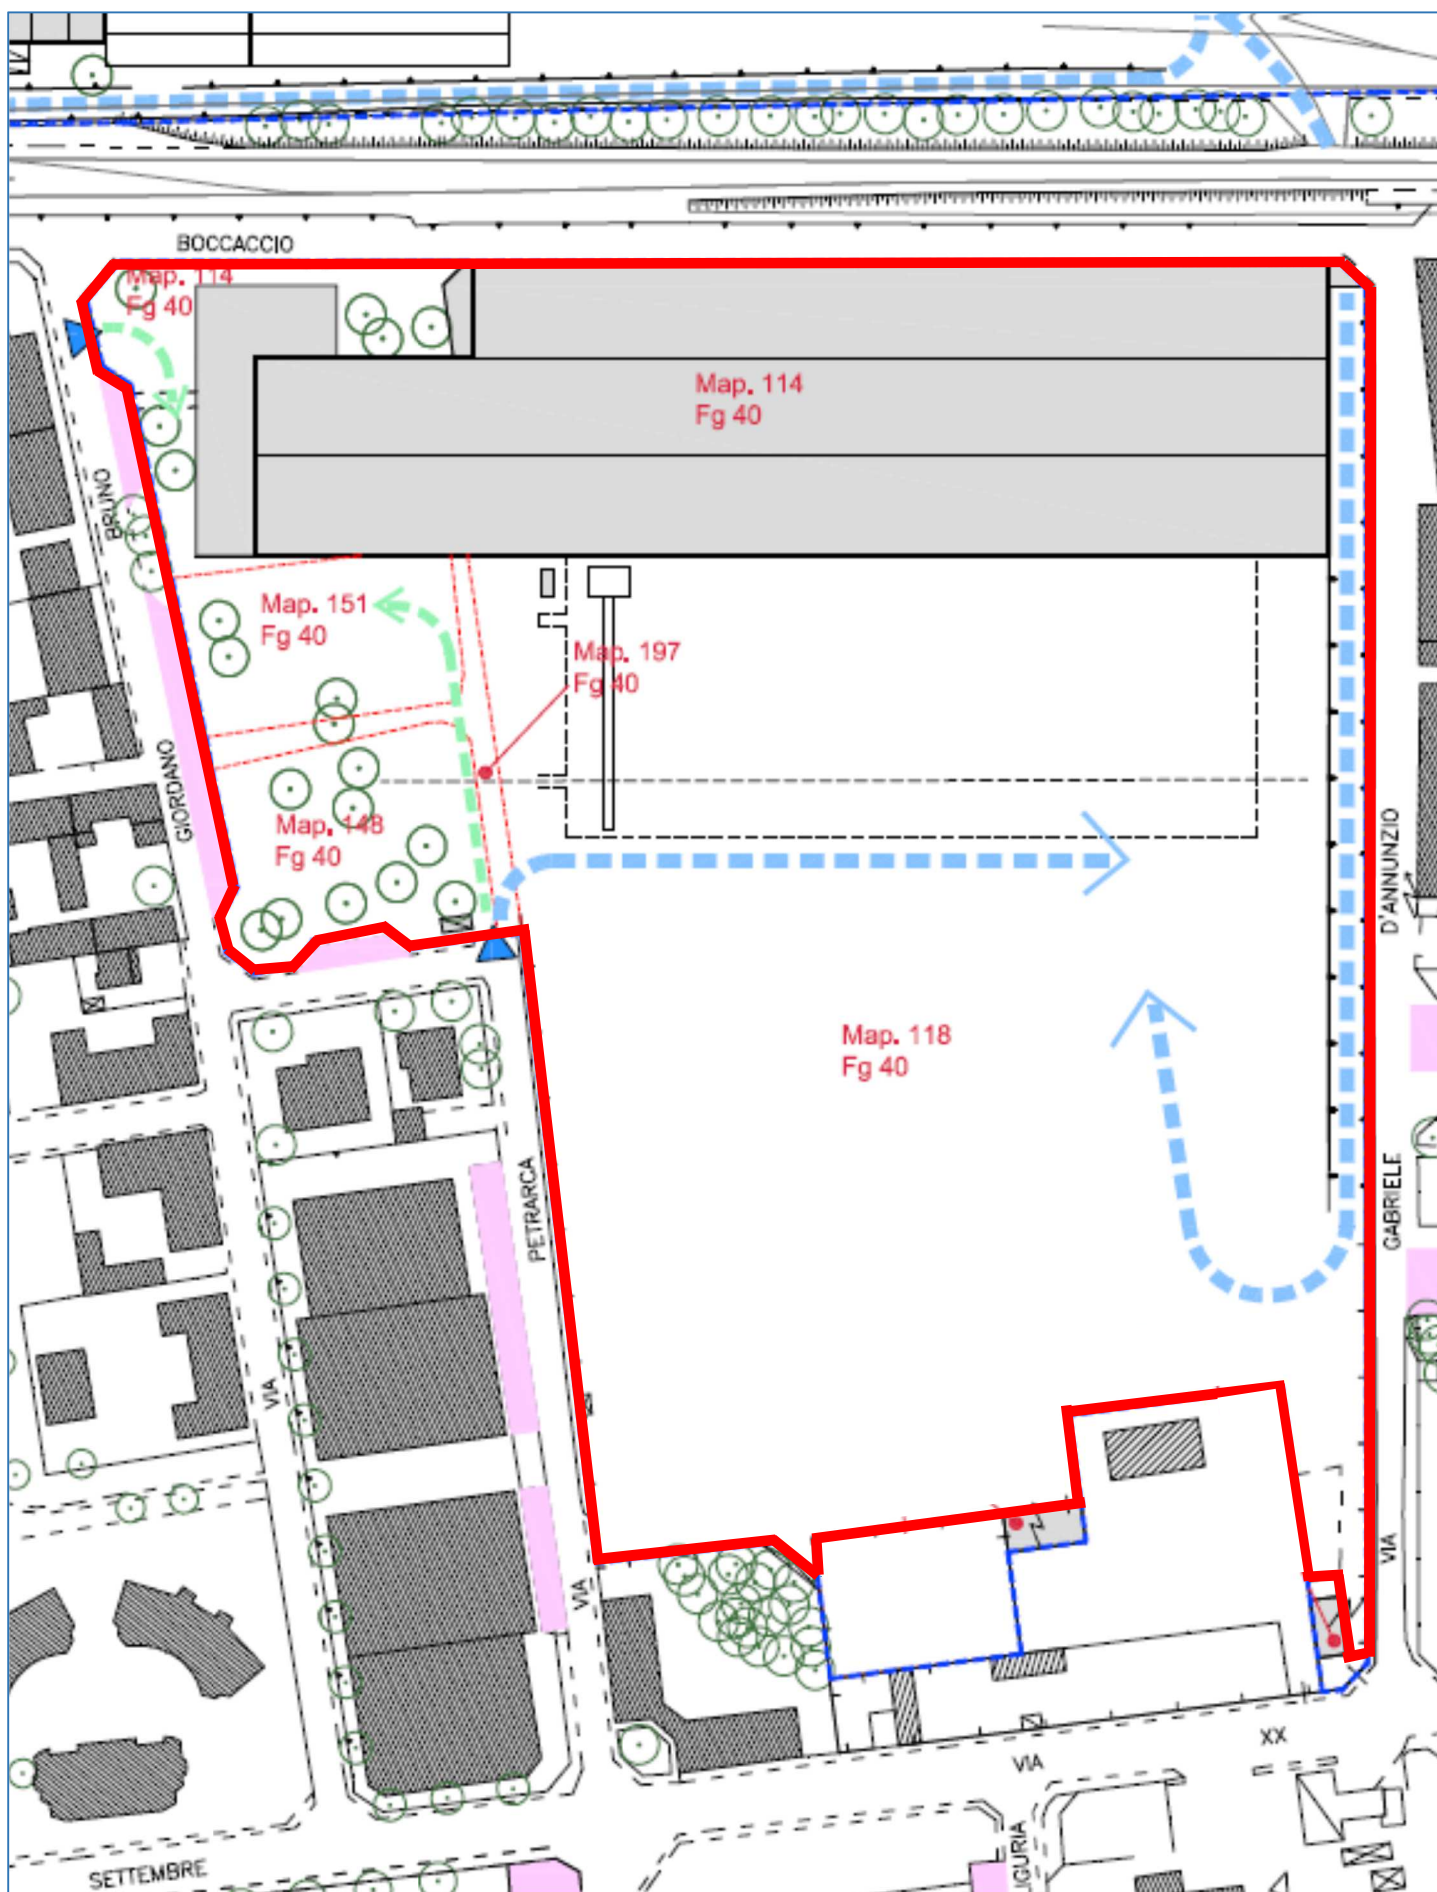 BOCCACCIO
Map. 114
Fg 40
Map. 114
Fg 40
BRUNO
Map. 151
Fg 40
Map. 197
Fg 40
GIORDANO
Map. 148
Fg 40
D'ANNUNZIO
Map. 118
Fg 40
PETRARCA
GABRIELE
VIA
VIA
VIA
XX
VIA
LIGURIA
SETTEMBRE